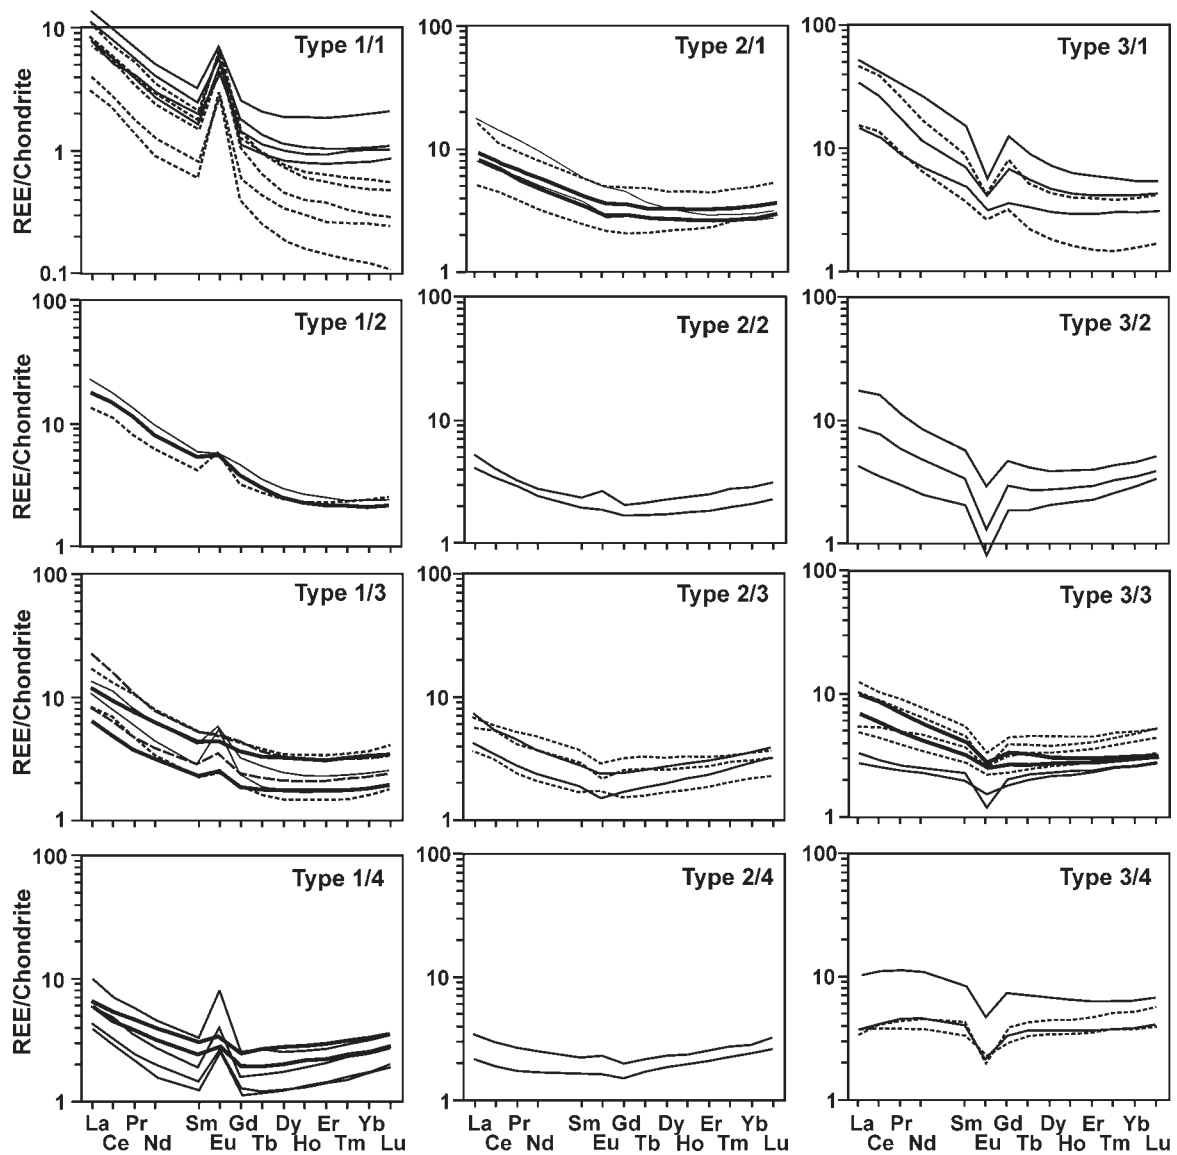 10
1
0.1
REE/Chondrite
Type 1/1
100
10
1
Type 2/1
100
10
1
Type 3/1
100
10
1
REE/Chondrite
Type 1/2
100
10
1
Type 2/2
100
10
1
Type 3/2
100
10
1
REE/Chondrite
Type 1/3
100
10
1
Type 2/3
100
10
1
Type 3/3
100
10
1
REE/Chondrite
Type 1/4
100
10
1
Type 2/4
100
10
1
Type 3/4
La Pr Sm Gd Dy Er Yb
Ce Nd Eu Tb Ho Tm Lu
La Pr Sm Gd Dy Er Yb
Ce Nd Eu Tb Ho Tm Lu
La Pr Sm Gd Dy Er Yb
Ce Nd Eu Tb Ho Tm Lu